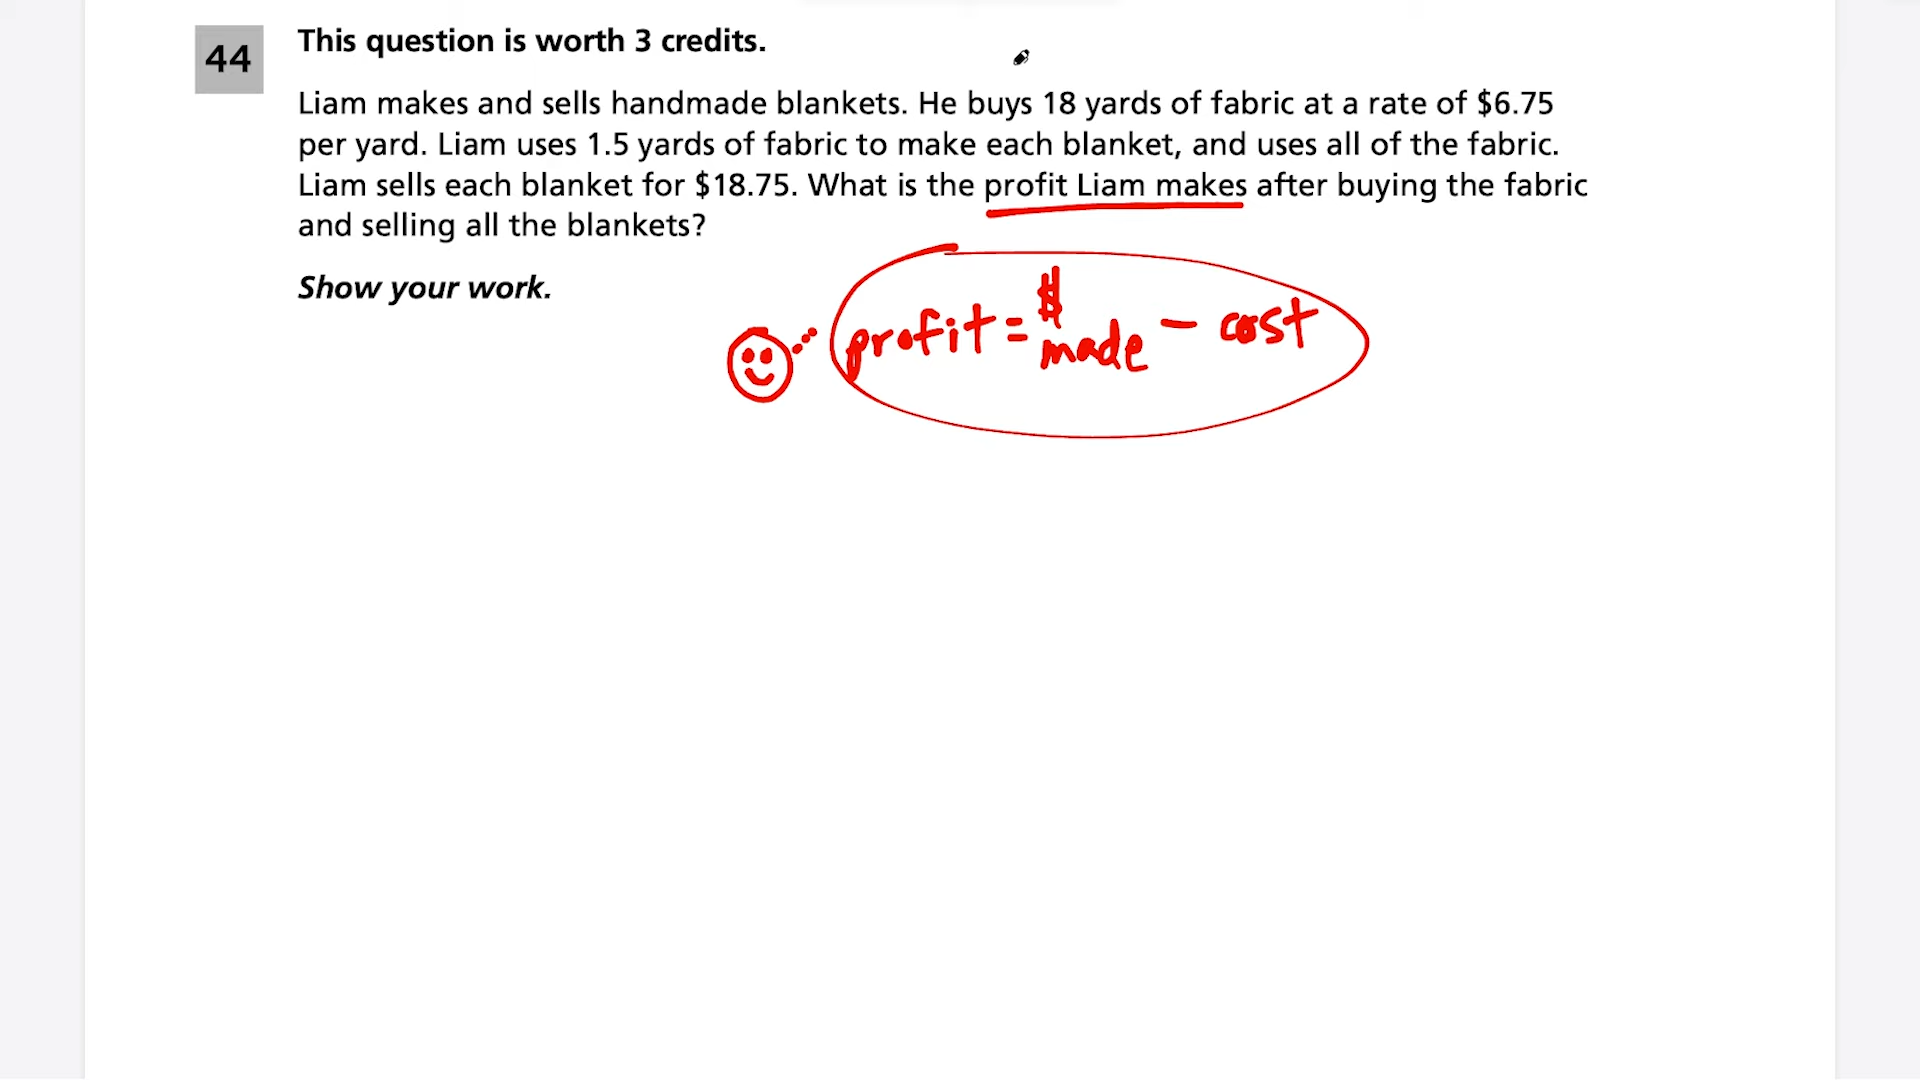 44
This question is worth 3 credits.
Liam makes and sells handmade blankets. He buys 18 yards of fabric at a rate of $6.75
per yard. Liam uses 1.5 yards of fabric to make each blanket, and uses all of the fabric.
Liam sells each blanket for $18.75. What is the profit Liam makes after buying the fabric
and selling all the blankets?
Show your work.
profit = $ made - cost